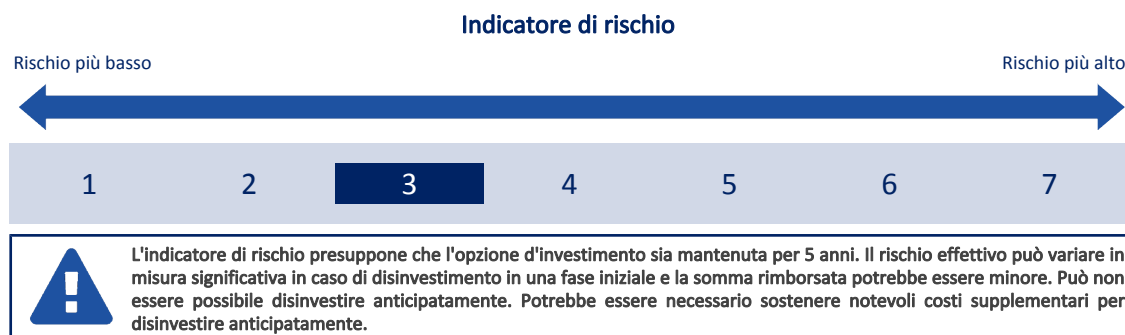 Indicatore di rischio
Rischio più basso
Rischio più alto
1 2 3 4 5 6 7
L'indicatore di rischio presuppone che l'opzione d'investimento sia mantenuta per 5 anni. Il rischio effettivo può variare in
misura significativa in caso di disinvestimento in una fase iniziale e la somma rimborsata potrebbe essere minore. Può non
essere possibile disinvestire anticipatamente. Potrebbe essere necessario sostenere notevoli costi supplementari per
disinvestire anticipatamente.